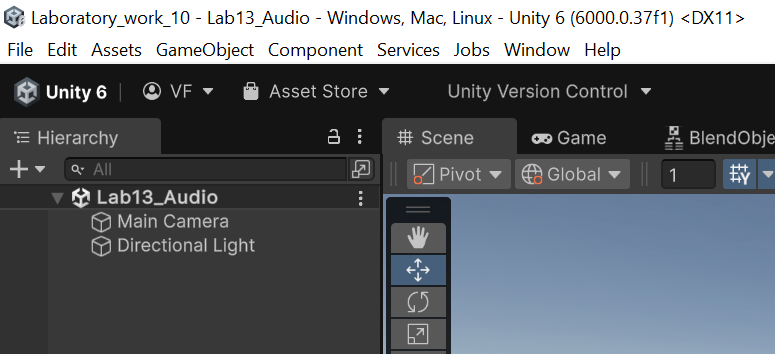 Laboratory_work_10 - Lab13_Audio - Windows, Mac, Linux - Unity 6 (6000.0.37f1) <DX11>
File Edit Assets GameObject Component Services Jobs Window Help
Unity 6 VF Asset Store Unity Version Control
Hierarchy Scene Game BlendObje
All Pivot Global 1
Lab13_Audio
Main Camera
Directional Light